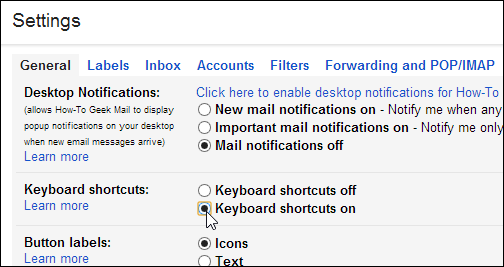 Settings
General Labels Inbox Accounts Filters Forwarding and POP/IMAP
Desktop Notifications: Click here to enable desktop notifications for How-To
(allows How-To Geek Mail to display New mail notifications on - Notify me when any
popup notifications on your desktop Important mail notifications on - Notify me only
when new email messages arrive) Mail notifications off
Learn more
Keyboard shortcuts: Keyboard shortcuts off
Learn more Keyboard shortcuts on
Button labels: Icons
Learn more Text